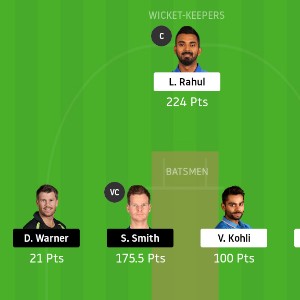 WICKET-KEEPERS
C
L. Rahul
224 Pts
BATSMEN
VC
D. Warner
S. Smith
V. Kohli
21 Pts
175.5 Pts
100 Pts